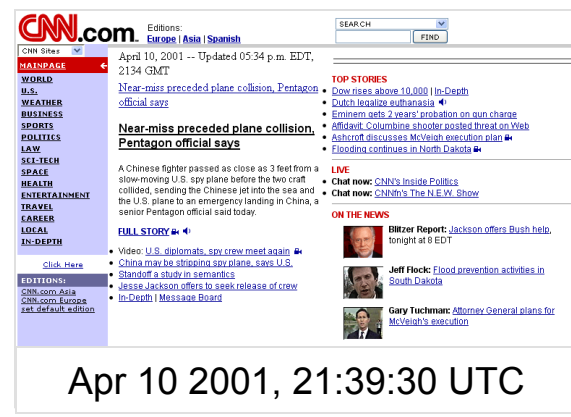 CNN.com.
Editions:
Europe | Asia | Spanish
SEARCH
FIND
CNN Sites
MAINPAGE
WORLD
U.S.
WEATHER
BUSINESS
SPORTS
POLITICS
LAW
SCI-TECH
SPACE
HEALTH
ENTERTAINMENT
TRAVEL
CAREER
LOCAL
IN-DEPTH
Click Here
EDITIONS:
CNN.com Asia
CNN.com Europe
set default edition
April 10, 2001 -- Updated 05:34 p.m. EDT,
2134 GMT
Near-miss preceded plane collision, Pentagon
official says
Near-miss preceded plane collision,
Pentagon official says
A Chinese fighter passed as close as 3 feet from a
slow-moving U.S. spy plane before the two craft
collided, sending the Chinese jet into the sea and
the U.S. plane to an emergency landing in China, a
senior Pentagon official said today.
FULL STORY
• Video: U.S. diplomats, spy crew meet again
• China may be stripping spy plane, says U.S.
• Standoff a study in semantics
• Jesse Jackson offers to seek release of crew
• In-Depth | Message Board
TOP STORIES
• Dow rises above 10,000 | In-Depth
• Dutch legalize euthanasia
• Eminem gets 2 years' probation on gun charge
• Affidavit: Columbine shooter posted threat on Web
• Ashcroft discusses McVeigh execution plan
• Flooding continues in North Dakota
LIVE
• Chat now: CNN's Inside Politics
• Chat now: CNNfn's The N.E.W. Show
ON THE NEWS
Blitzer Report: Jackson offers Bush help,
tonight at 8 EDT
Jeff Flock: Flood prevention activities in
South Dakota
Gary Tuchman: Attorney General plans for
McVeigh's execution
Apr 10 2001, 21:39:30 UTC